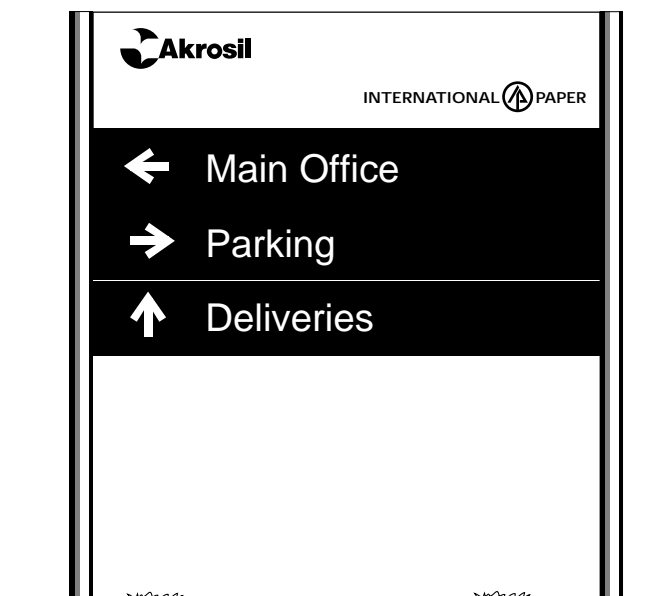 Akrosil
INTERNATIONAL PAPER
Main Office
Parking
Deliveries